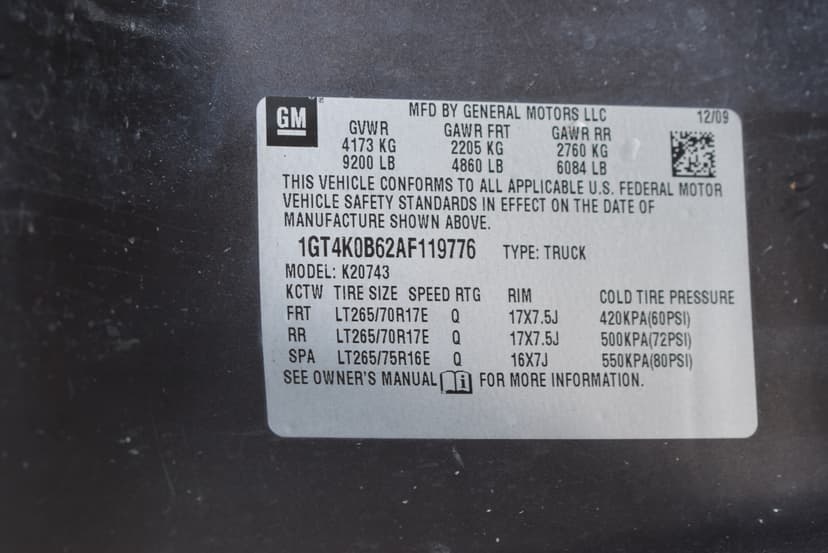 GM
MFD BY GENERAL MOTORS LLC 12/09
GVWR GAWR FRT GAWR RR
4173 KG 2205 KG 2760 KG
9200 LB 4860 LB 6084 LB
THIS VEHICLE CONFORMS TO ALL APPLICABLE U.S. FEDERAL MOTOR
VEHICLE SAFETY STANDARDS IN EFFECT ON THE DATE OF
MANUFACTURE SHOWN ABOVE.
1GT4K0B62AF119776 TYPE: TRUCK
MODEL: K20743
KCTW TIRE SIZE SPEED RTG RIM COLD TIRE PRESSURE
FRT LT265/70R17E Q 17X7.5J 420KPA(60PSI)
RR LT265/70R17E Q 17X7.5J 500KPA(72PSI)
SPA LT265/75R16E Q 16X7J 550KPA(80PSI)
SEE OWNER'S MANUAL FOR MORE INFORMATION.